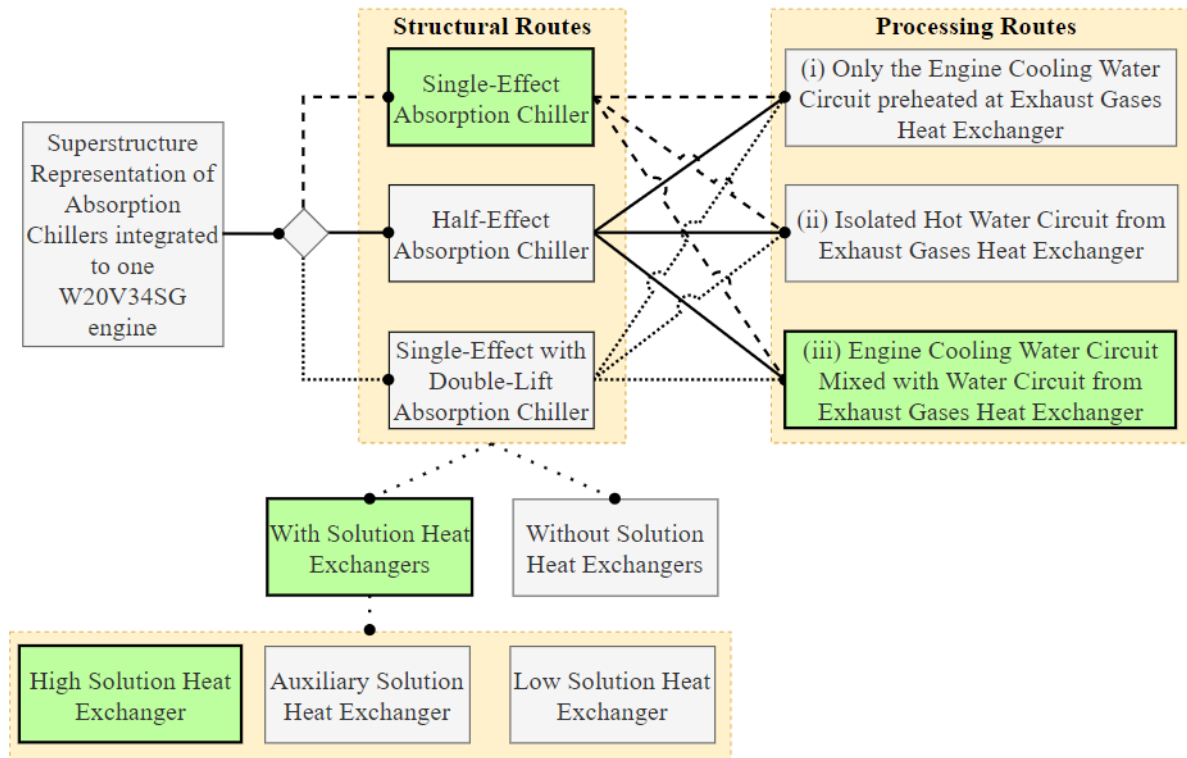 Structural Routes
Processing Routes
Superstructure
Representation of
Absorption
Chillers integrated
to one
W20V34SG
engine
Single-Effect
Absorption Chiller
Half-Effect
Absorption Chiller
Single-Effect with
Double-Lift
Absorption Chiller
(i) Only the Engine Cooling Water
Circuit preheated at Exhaust Gases
Heat Exchanger
(ii) Isolated Hot Water Circuit from
Exhaust Gases Heat Exchanger
(iii) Engine Cooling Water Circuit
Mixed with Water Circuit from
Exhaust Gases Heat Exchanger
With Solution Heat
Exchangers
Without Solution
Heat Exchangers
High Solution Heat
Exchanger
Auxiliary Solution
Heat Exchanger
Low Solution Heat
Exchanger